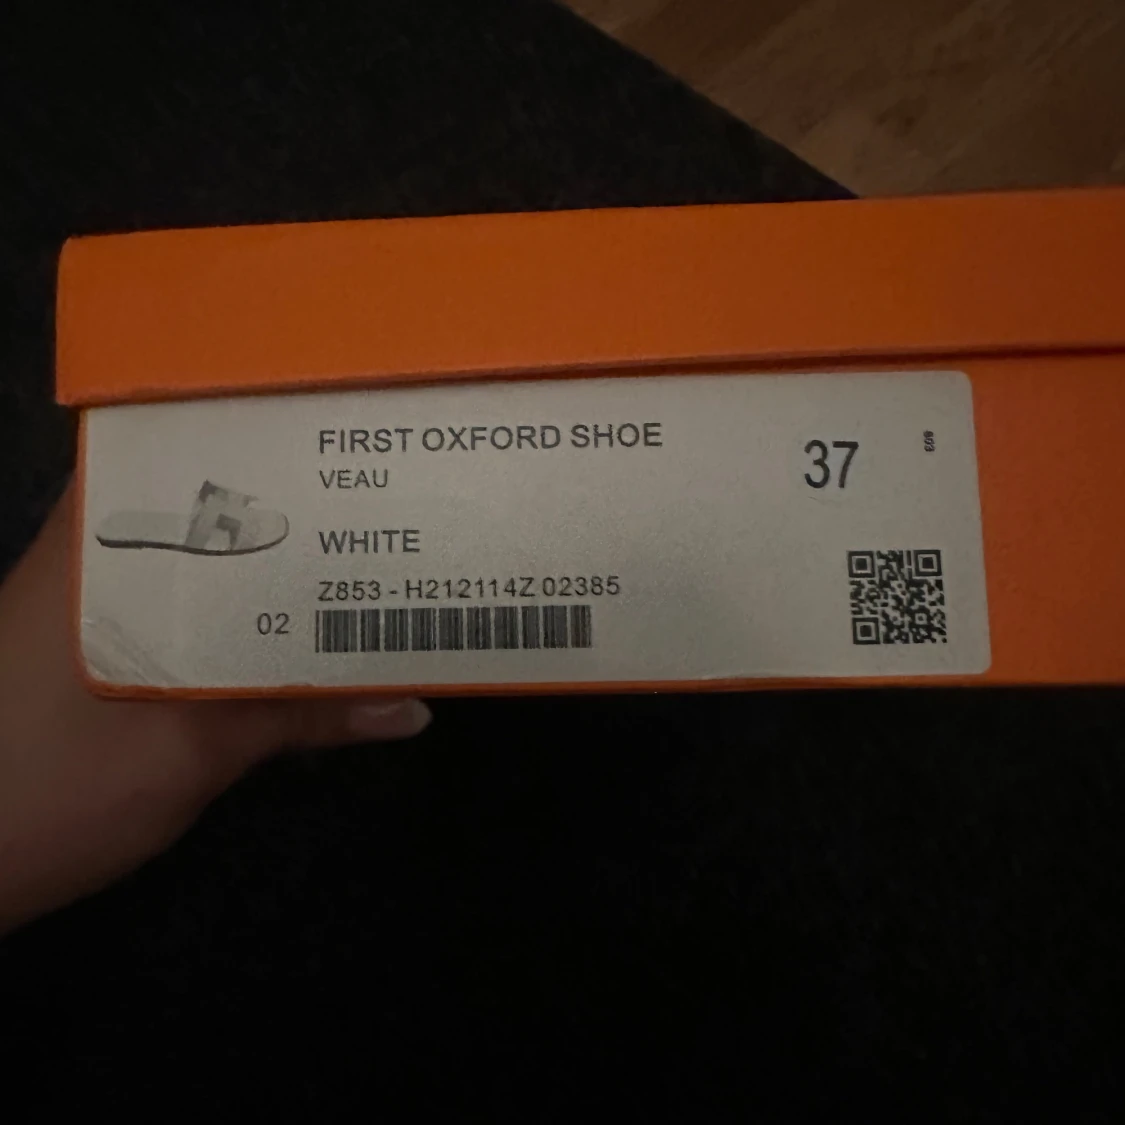 FIRST OXFORD SHOE
VEAU
37
WHITE
Z853 - H212114Z 02385
02